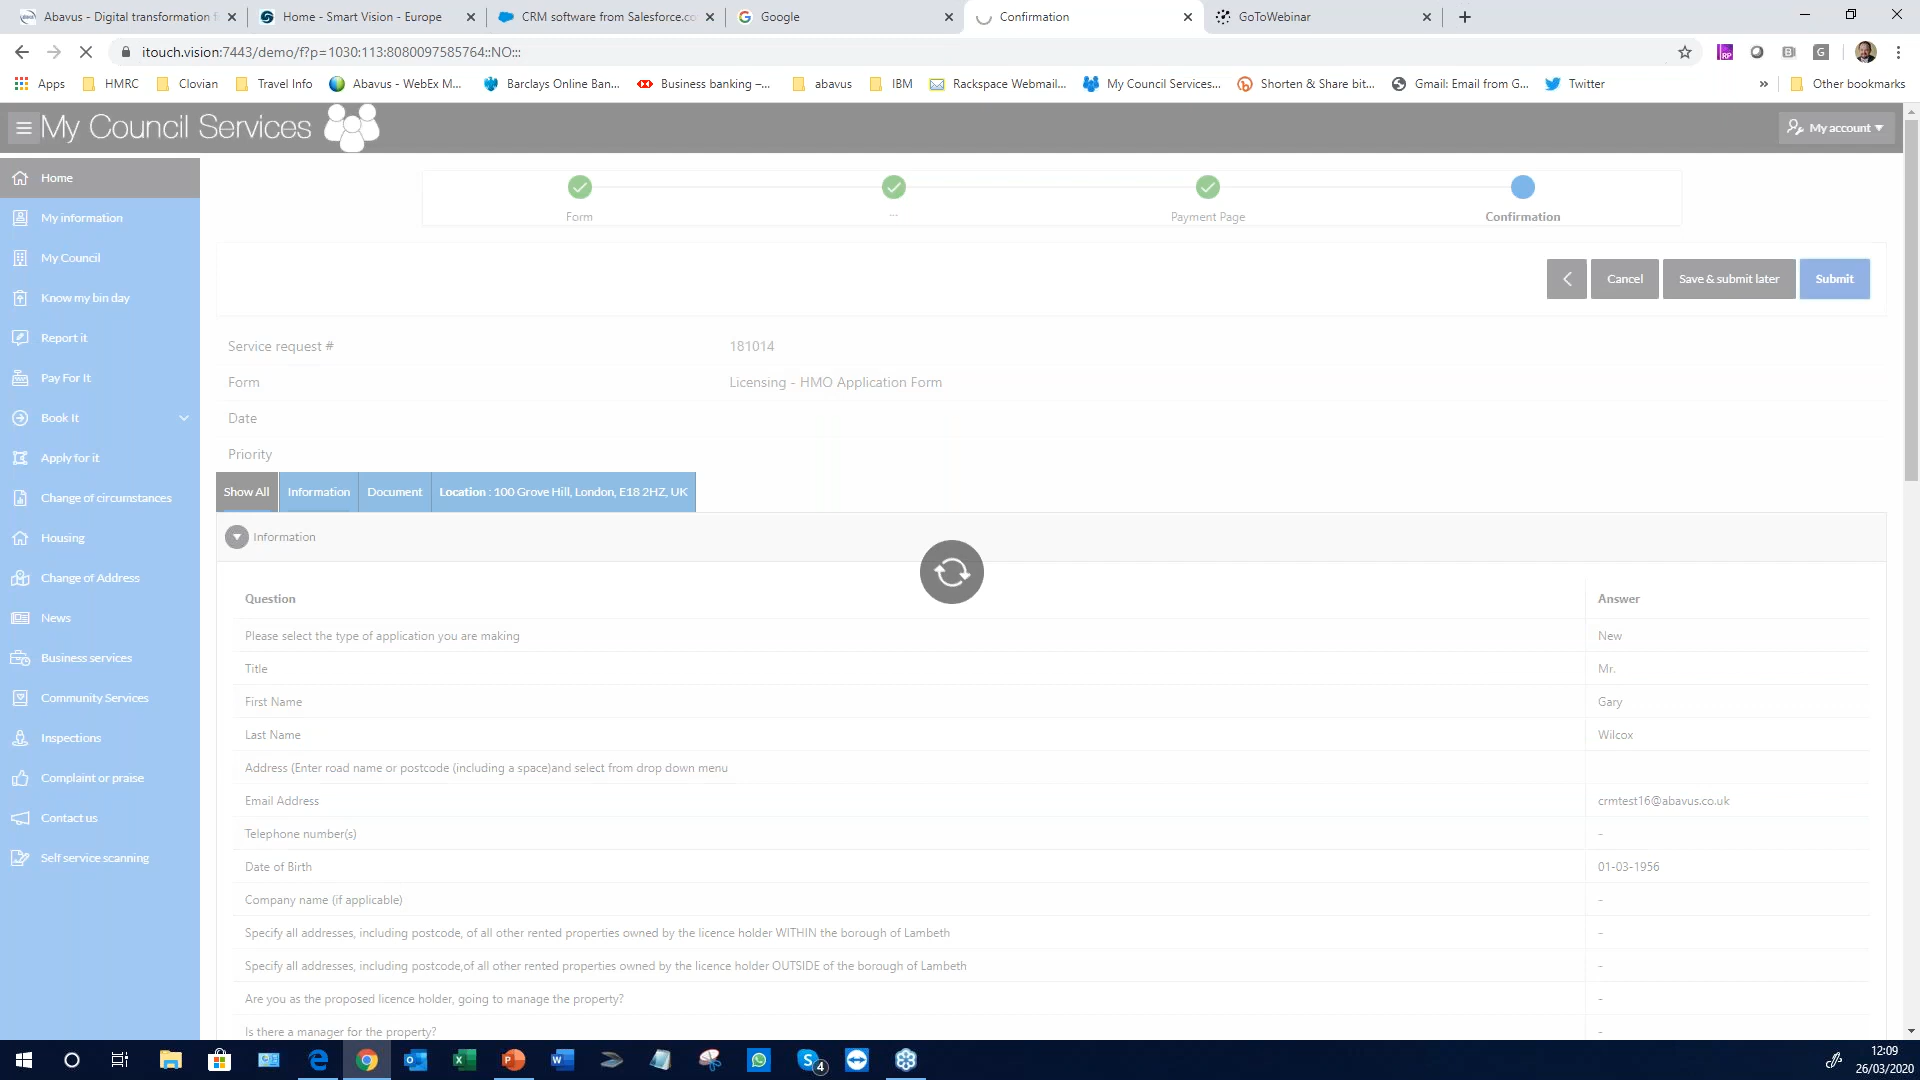 Abavus - Digital transformation f
Home - Smart Vision - Europe
CRM software from Salesforce.co
Google
Confirmation
GoToWebinar
itouch.vision:7443/demo/f?p=1030:113:8080097585764::NO:::
Apps
HMRC
Clovian
Travel Info
Abavus - WebEx M...
Barclays Online Ban...
Business banking –...
abavus
IBM
Rackspace Webmail...
My Council Services...
Shorten & Share bit...
Gmail: Email from G...
Twitter
»
Other bookmarks
My Council Services
My account
Home
My information
My Council
Know my bin day
Report it
Pay For It
Book It
Apply for it
Change of circumstances
Housing
Change of Address
News
Business services
Community Services
Inspections
Complaint or praise
Contact us
Self service scanning
Form
...
Payment Page
Confirmation
Cancel
Save & submit later
Submit
Service request # 181014
Form Licensing - HMO Application Form
Date
Priority
Show All
Information
Document
Location : 100 Grove Hill, London, E18 2HZ, UK
Information
Question Answer
Please select the type of application you are making New
Title Mr.
First Name Gary
Last Name Wilcox
Address (Enter road name or postcode (including a space)and select from drop down menu
Email Address crmtest16@abavus.co.uk
Telephone number(s) -
Date of Birth 01-03-1956
Company name (if applicable) -
Specify all addresses, including postcode, of all other rented properties owned by the licence holder WITHIN the borough of Lambeth -
Specify all addresses, including postcode,of all other rented properties owned by the licence holder OUTSIDE of the borough of Lambeth -
Are you as the proposed licence holder, going to manage the property? -
Is there a manager for the property? -
4
12:09
26/03/2020